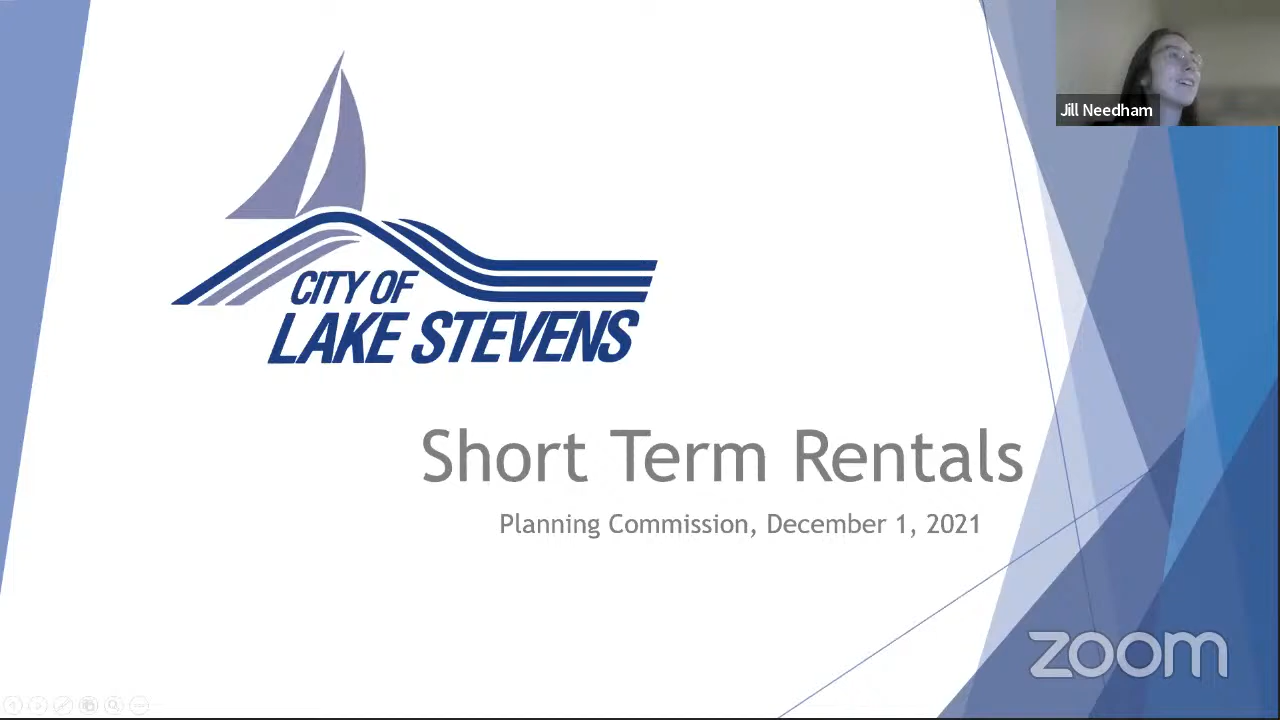 Jill Needham
CITY OF
LAKE STEVENS
Short Term Rentals
Planning Commission, December 1, 2021
zoom